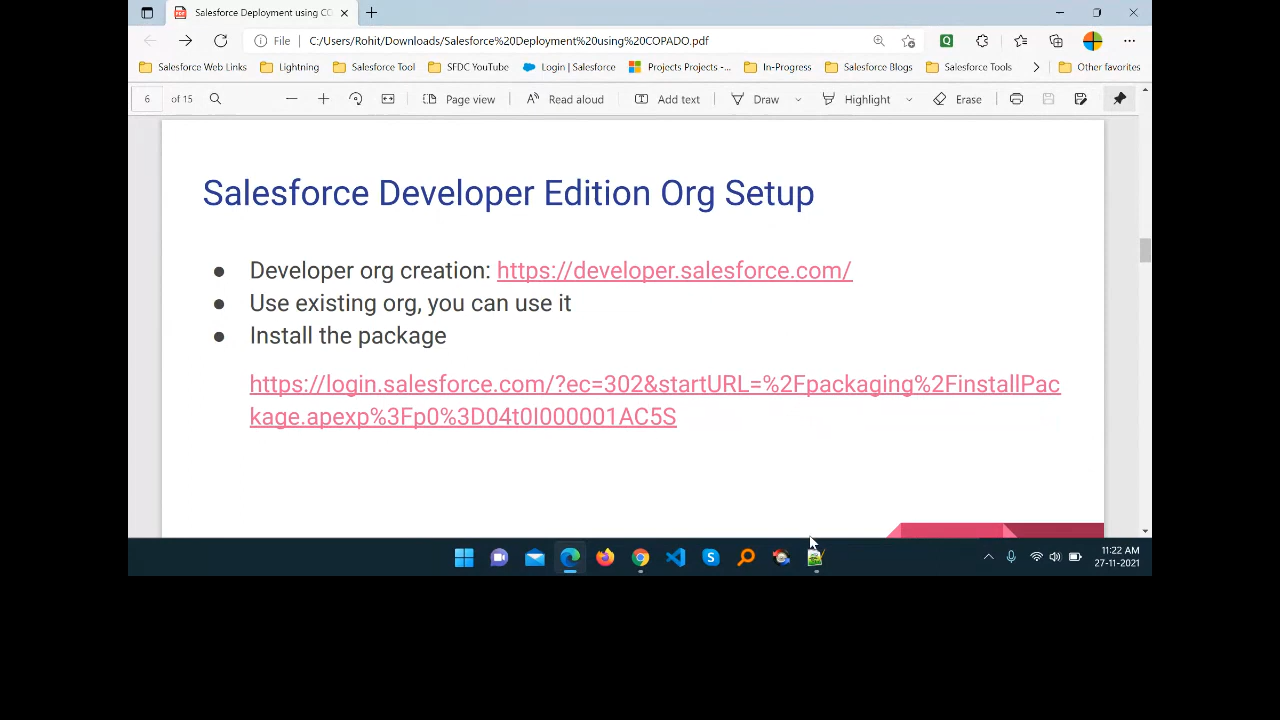 Salesforce Deployment using CO
File C:/Users/Rohit/Downloads/Salesforce%20Deployment%20using%20COPADO.pdf
Salesforce Web Links Lightning Salesforce Tool SFDC YouTube Login | Salesforce Projects Projects -... In-Progress Salesforce Blogs Salesforce Tools Other favorites
6 of 15 Page view Read aloud Add text Draw Highlight Erase
Salesforce Developer Edition Org Setup
● Developer org creation: https://developer.salesforce.com/
● Use existing org, you can use it
● Install the package
https://login.salesforce.com/?ec=302&startURL=%2Fpackaging%2FinstallPac
kage.apexp%3Fp0%3D04t0I000001AC5S
11:22 AM
27-11-2021